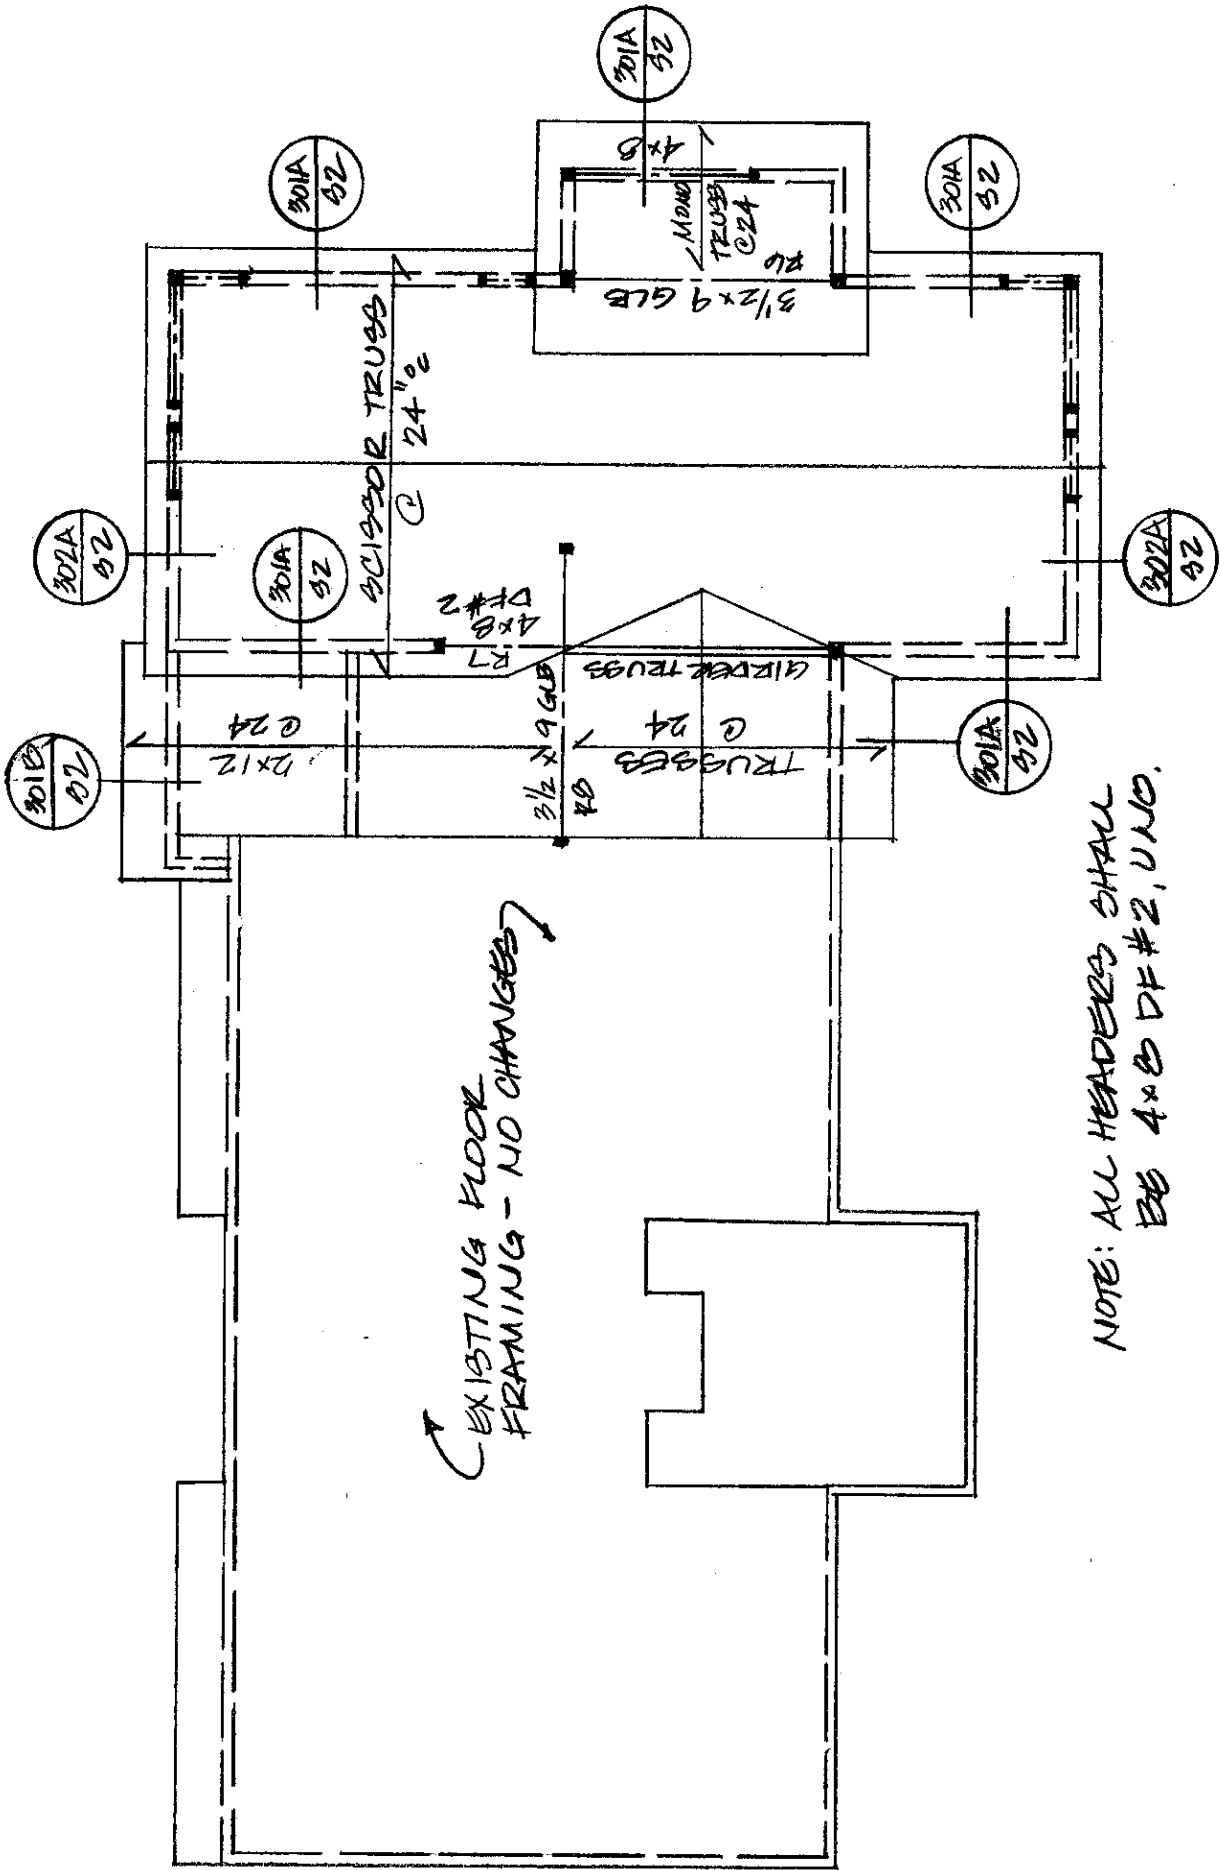 301A
S2
301A
S2
301A
S2
4x8
MONO
TRUSS
@24
R6
3 1/2 x 9 GLB
SCISSOR TRUSS
@ 24" OC
302A
S2
301A
S2
4x8
DF#2
R7
GIRDER TRUSS
302A
S2
301B
S2
2x12
@ 24
3 1/2 x 9 GLB
R8
TRUSSES
@ 24
301A
S2
EXISTING FLOOR
FRAMING - NO CHANGES
NOTE: ALL HEADERS SHALL
BE 4x8 DF#2, UNO.